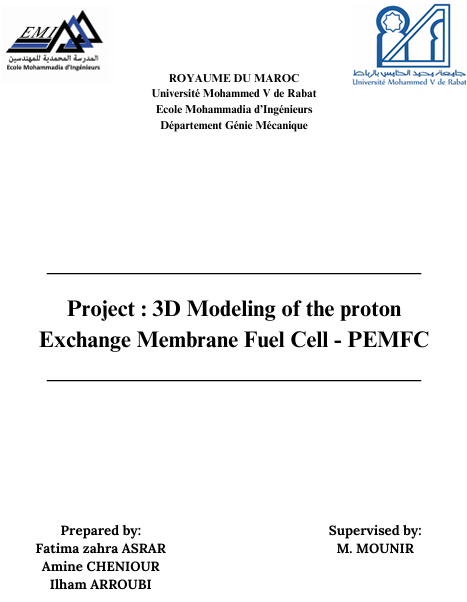 EMI
المدرسة المحمدية للمهندسين
Ecole Mohammadia d'Ingénieurs
جامعة محمد الخامس بالرباط
Université Mohammed V de Rabat
ROYAUME DU MAROC
Université Mohammed V de Rabat
Ecole Mohammadia d'Ingénieurs
Département Génie Mécanique
Project : 3D Modeling of the proton
Exchange Membrane Fuel Cell - PEMFC
Prepared by:
Fatima zahra ASRAR
Amine CHENIOUR
Ilham ARROUBI
Supervised by:
M. MOUNIR